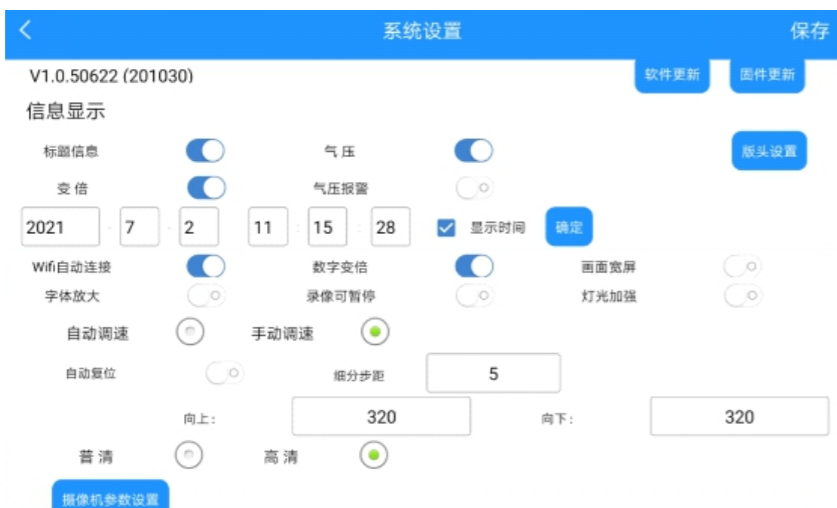 系统设置 保存
V1.0.50622 (201030) 软件更新 固件更新
信息显示
标题信息 气压 版头设置
变倍 气压报警
2021 - 7 - 2 11 : 15 : 28 显示时间 确定
Wifi自动连接 数字变倍 画面宽屏
字体放大 录像可暂停 灯光加强
自动调速 手动调速
自动复位 细分步距 5
向上: 320 向下: 320
普清 高清
摄像机参数设置